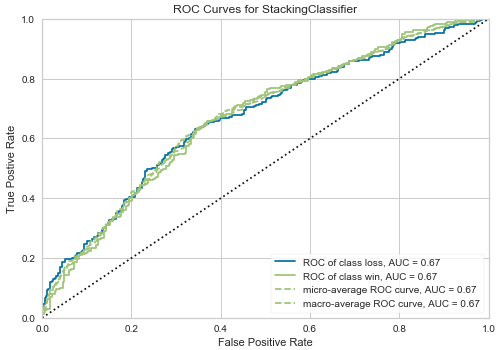 ROC Curves for StackingClassifier
1.0
0.8
0.6
0.4
0.2
0.0
True Postive Rate
ROC of class loss, AUC = 0.67
ROC of class win, AUC = 0.67
micro-average ROC curve, AUC = 0.67
macro-average ROC curve, AUC = 0.67
0.0 0.2 0.4 0.6 0.8 1.0
False Positive Rate